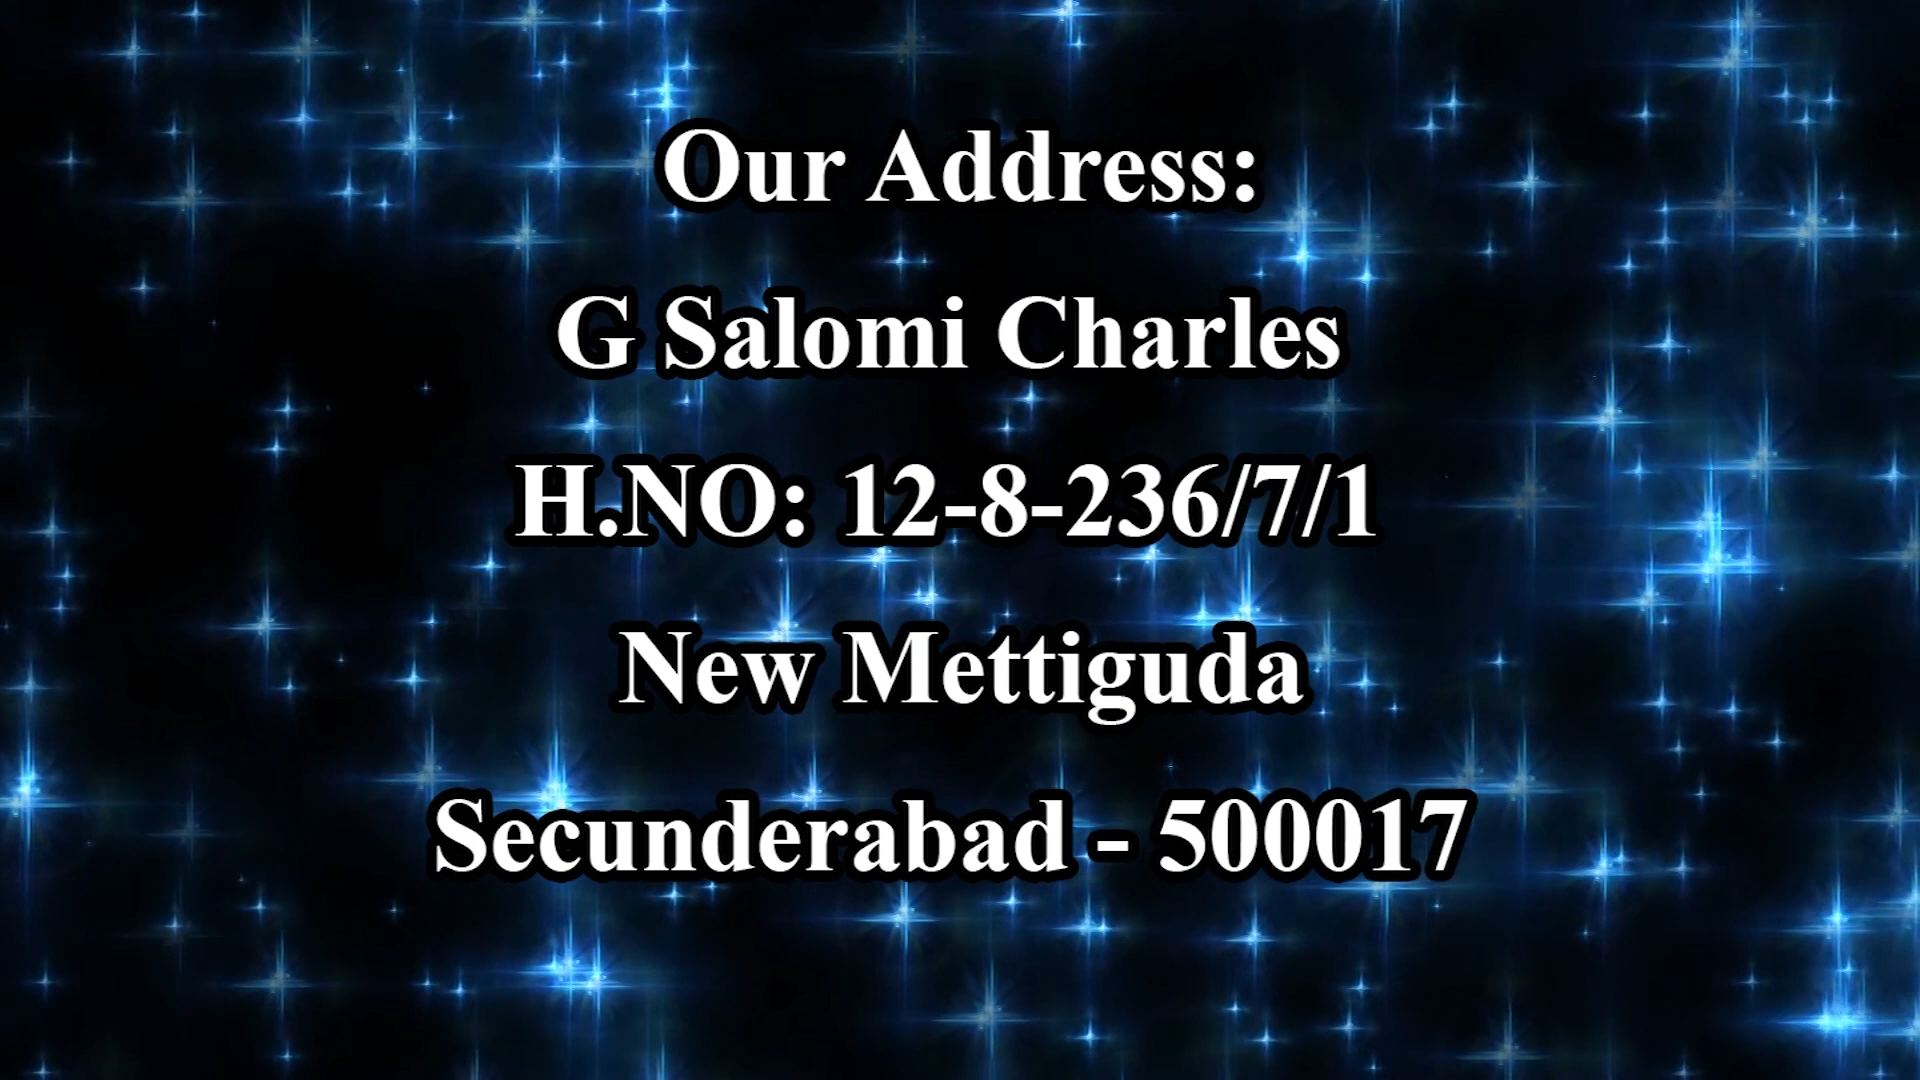 Our Address:
G Salomi Charles
H.NO: 12-8-236/7/1
New Mettiguda
Secunderabad - 500017